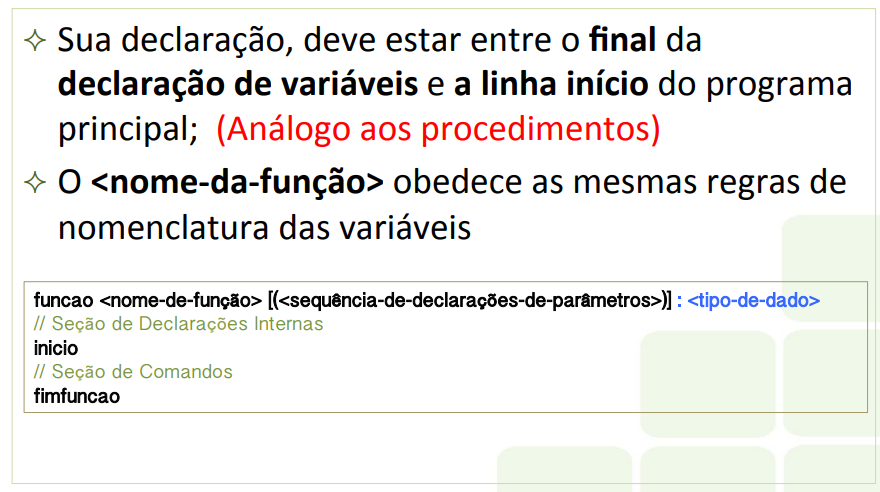 Sua declaração, deve estar entre o final da
declaração de variáveis e a linha início do programa
principal; (Análogo aos procedimentos)
O <nome-da-função> obedece as mesmas regras de
nomenclatura das variáveis
funcao <nome-de-função> [(<sequência-de-declarações-de-parâmetros>)] : <tipo-de-dado>
// Seção de Declarações Internas
inicio
// Seção de Comandos
fimfuncao